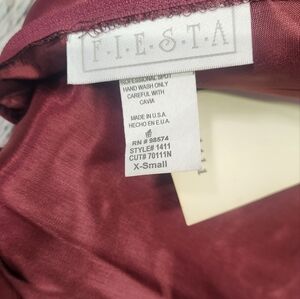 F.I.E.S.T.A
PROFESSIONAL SPOT
HAND WASH ONLY
CAREFUL WITH
CAVIA
MADE IN U.S.A.
HECHO EN E.U.A.
RN # 98574
STYLE# 1411
CUT# 70111N
X-Small